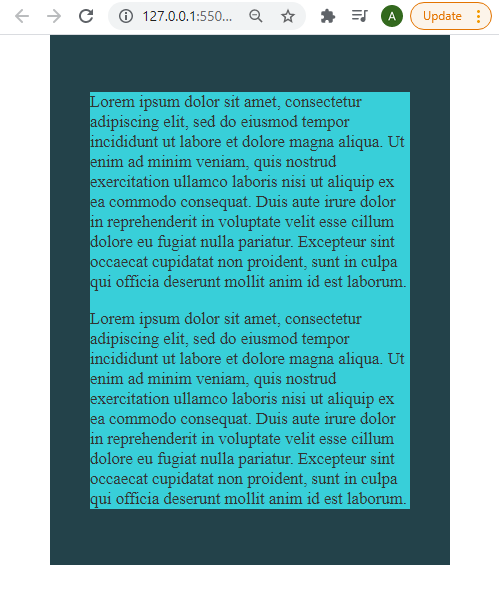 127.0.0.1:550...
A
Update
Lorem ipsum dolor sit amet, consectetur
adipiscing elit, sed do eiusmod tempor
incididunt ut labore et dolore magna aliqua. Ut
enim ad minim veniam, quis nostrud
exercitation ullamco laboris nisi ut aliquip ex
ea commodo consequat. Duis aute irure dolor
in reprehenderit in voluptate velit esse cillum
dolore eu fugiat nulla pariatur. Excepteur sint
occaecat cupidatat non proident, sunt in culpa
qui officia deserunt mollit anim id est laborum.
Lorem ipsum dolor sit amet, consectetur
adipiscing elit, sed do eiusmod tempor
incididunt ut labore et dolore magna aliqua. Ut
enim ad minim veniam, quis nostrud
exercitation ullamco laboris nisi ut aliquip ex
ea commodo consequat. Duis aute irure dolor
in reprehenderit in voluptate velit esse cillum
dolore eu fugiat nulla pariatur. Excepteur sint
occaecat cupidatat non proident, sunt in culpa
qui officia deserunt mollit anim id est laborum.